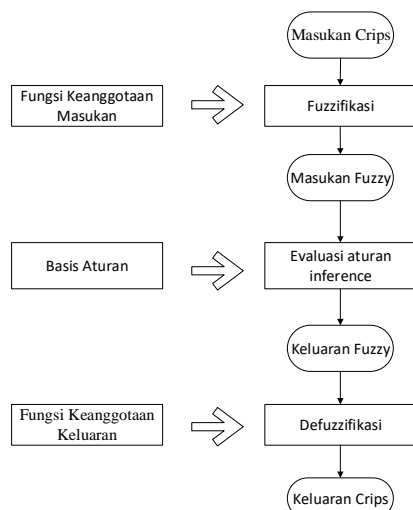 Masukan Crips
Fungsi Keanggotaan
Masukan
Fuzzifikasi
Masukan Fuzzy
Basis Aturan
Evaluasi aturan
inference
Keluaran Fuzzy
Fungsi Keanggotaan
Keluaran
Defuzzifikasi
Keluaran Crips